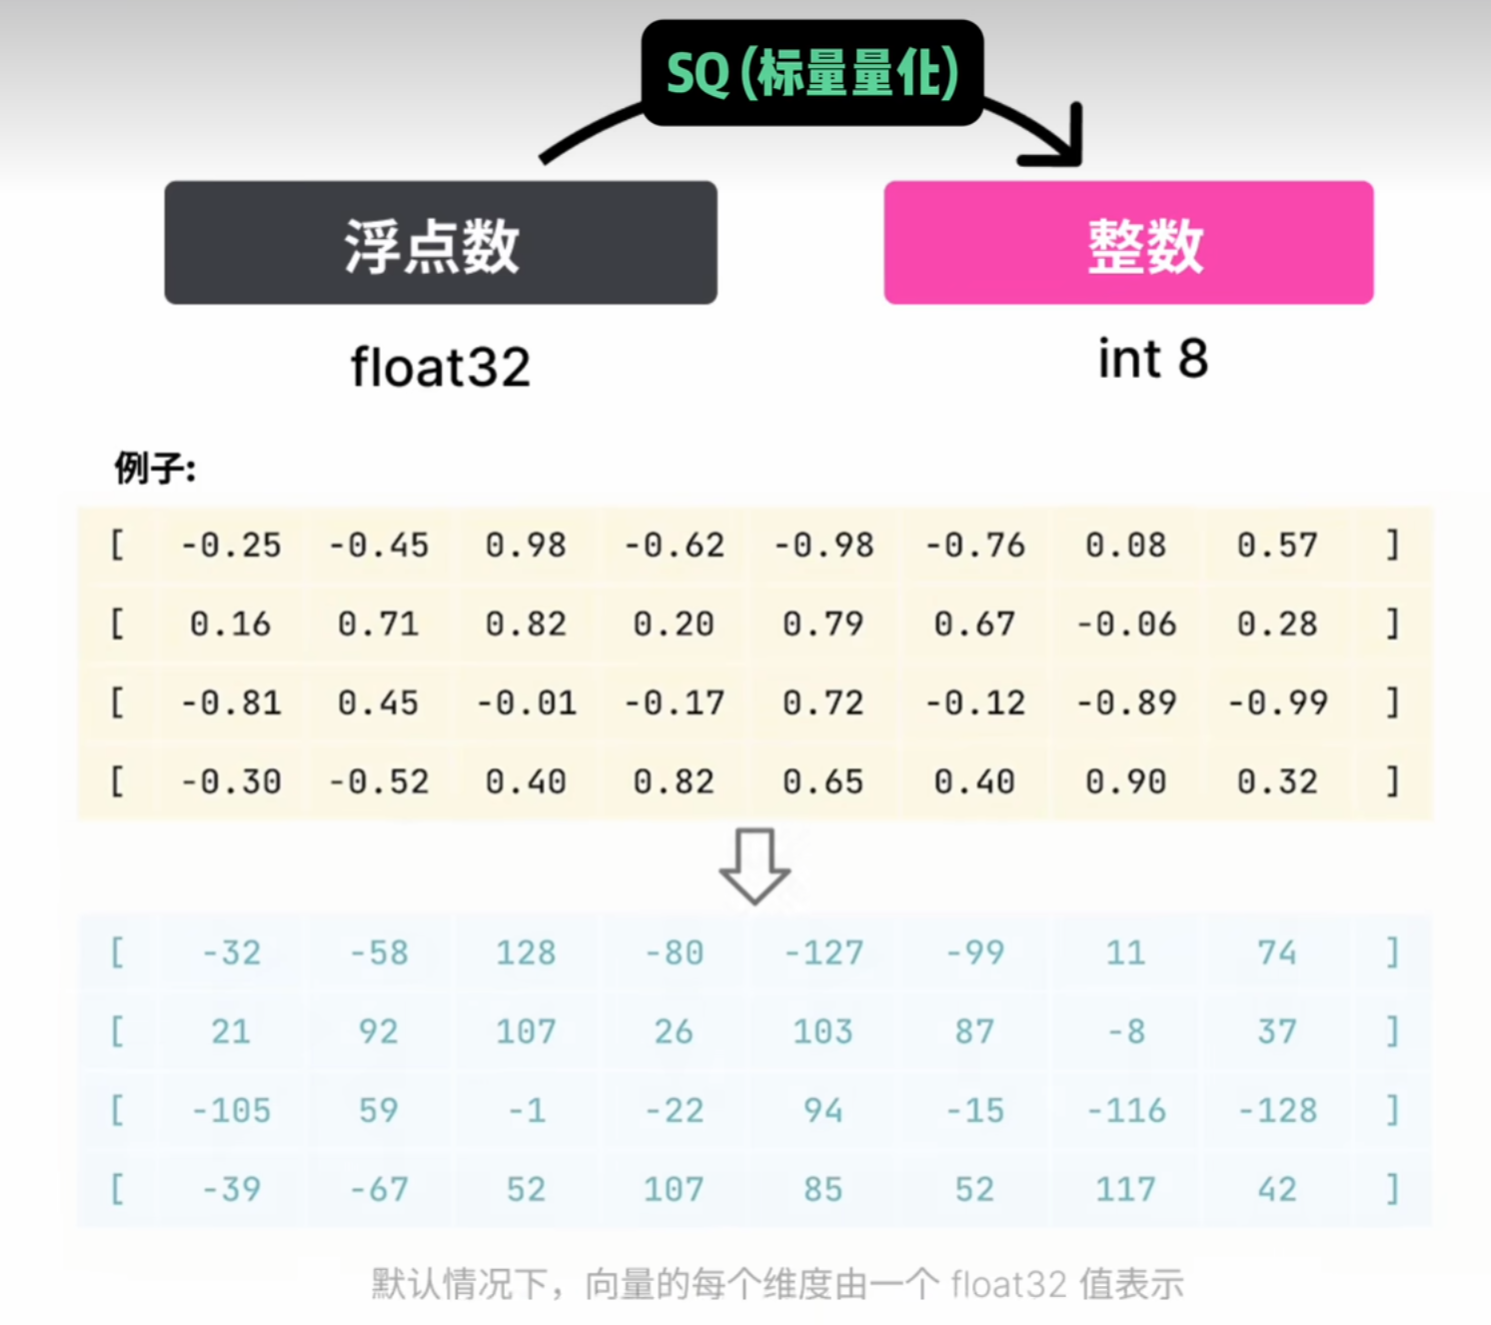 SQ (标量量化)
浮点数
整数
float32
int 8
例子:
[ -0.25 -0.45 0.98 -0.62 -0.98 -0.76 0.08 0.57 ]
[ 0.16 0.71 0.82 0.20 0.79 0.67 -0.06 0.28 ]
[ -0.81 0.45 -0.01 -0.17 0.72 -0.12 -0.89 -0.99 ]
[ -0.30 -0.52 0.40 0.82 0.65 0.40 0.90 0.32 ]
[ -32 -58 128 -80 -127 -99 11 74 ]
[ 21 92 107 26 103 87 -8 37 ]
[ -105 59 -1 -22 94 -15 -116 -128 ]
[ -39 -67 52 107 85 52 117 42 ]
默认情况下，向量的每个维度由一个 float32 值表示